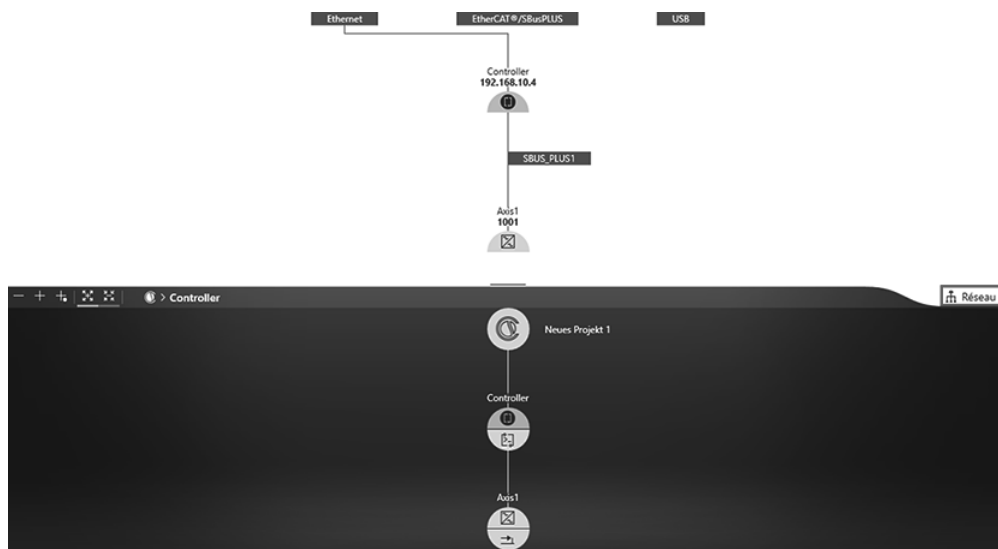 Ethernet
EtherCAT®/SBusPLUS
USB
Controller
192.168.10.4
SBUS_PLUS1
Axis1
1001
> Controller
Réseau
Neues Projekt 1
Controller
Axis1